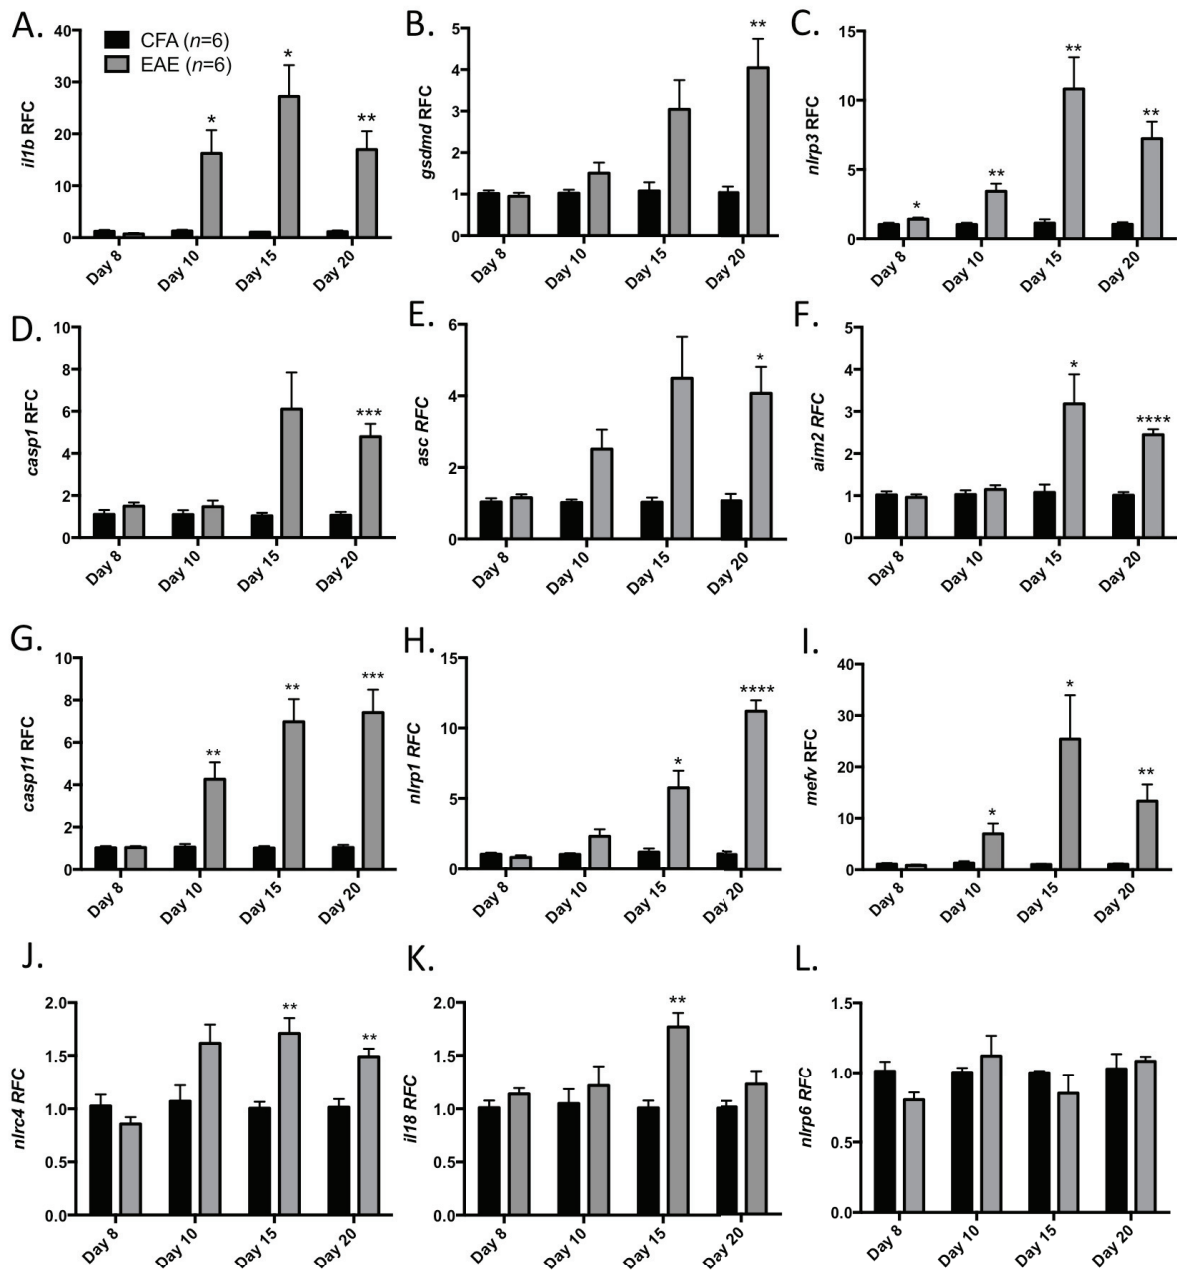 A.
il1b RFC
40
30
20
10
0
CFA (n=6)
EAE (n=6)
*
*
**
Day 8
Day 10
Day 15
Day 20
B.
gsdmd RFC
5
4
3
2
1
0
**
Day 8
Day 10
Day 15
Day 20
C.
nlrp3 RFC
15
10
5
0
*
**
**
**
Day 8
Day 10
Day 15
Day 20
D.
casp1 RFC
10
8
6
4
2
0
***
Day 8
Day 10
Day 15
Day 20
E.
asc RFC
6
4
2
0
*
Day 8
Day 10
Day 15
Day 20
F.
aim2 RFC
5
4
3
2
1
0
*
****
Day 8
Day 10
Day 15
Day 20
G.
casp11 RFC
10
8
6
4
2
0
**
**
***
Day 8
Day 10
Day 15
Day 20
H.
nlrp1 RFC
15
10
5
0
*
****
Day 8
Day 10
Day 15
Day 20
I.
mefv RFC
40
30
20
10
0
*
*
**
Day 8
Day 10
Day 15
Day 20
J.
nlrc4 RFC
2.0
1.5
1.0
0.5
0.0
**
**
Day 8
Day 10
Day 15
Day 20
K.
il18 RFC
2.0
1.5
1.0
0.5
0.0
**
Day 8
Day 10
Day 15
Day 20
L.
nlrp6 RFC
1.5
1.0
0.5
0.0
Day 8
Day 10
Day 15
Day 20